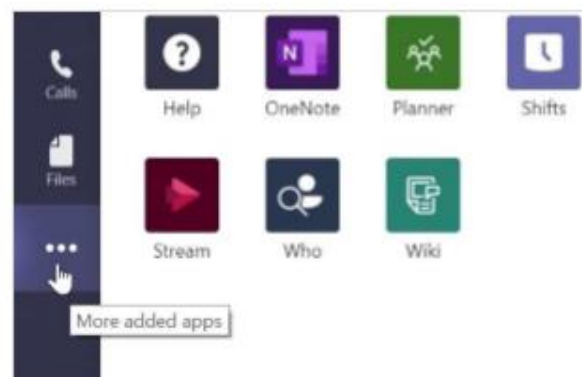 Calls
Files
More added apps
Help OneNote Planner Shifts
N
Stream Who Wiki